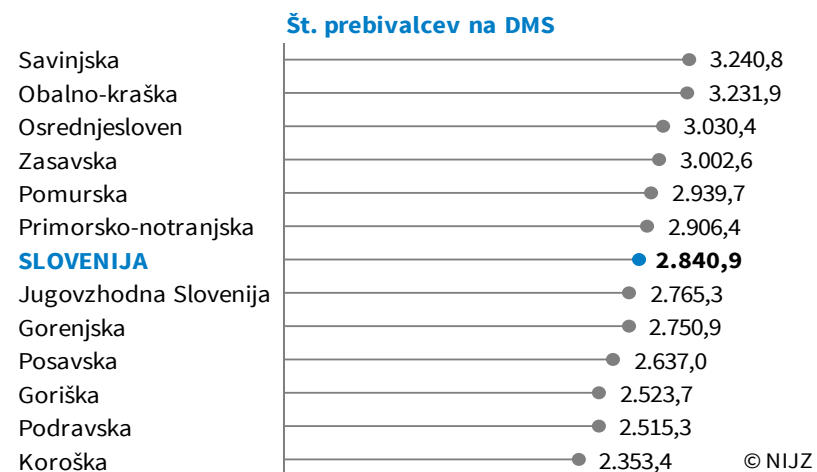 Št. prebivalcev na DMS
Savinjska 3.240,8
Obalno-kraška 3.231,9
Osrednjesloven 3.030,4
Zasavska 3.002,6
Pomurska 2.939,7
Primorsko-notranjska 2.906,4
SLOVENIJA 2.840,9
Jugovzhodna Slovenija 2.765,3
Gorenjska 2.750,9
Posavska 2.637,0
Goriška 2.523,7
Podravska 2.515,3
Koroška 2.353,4 © NIJZ